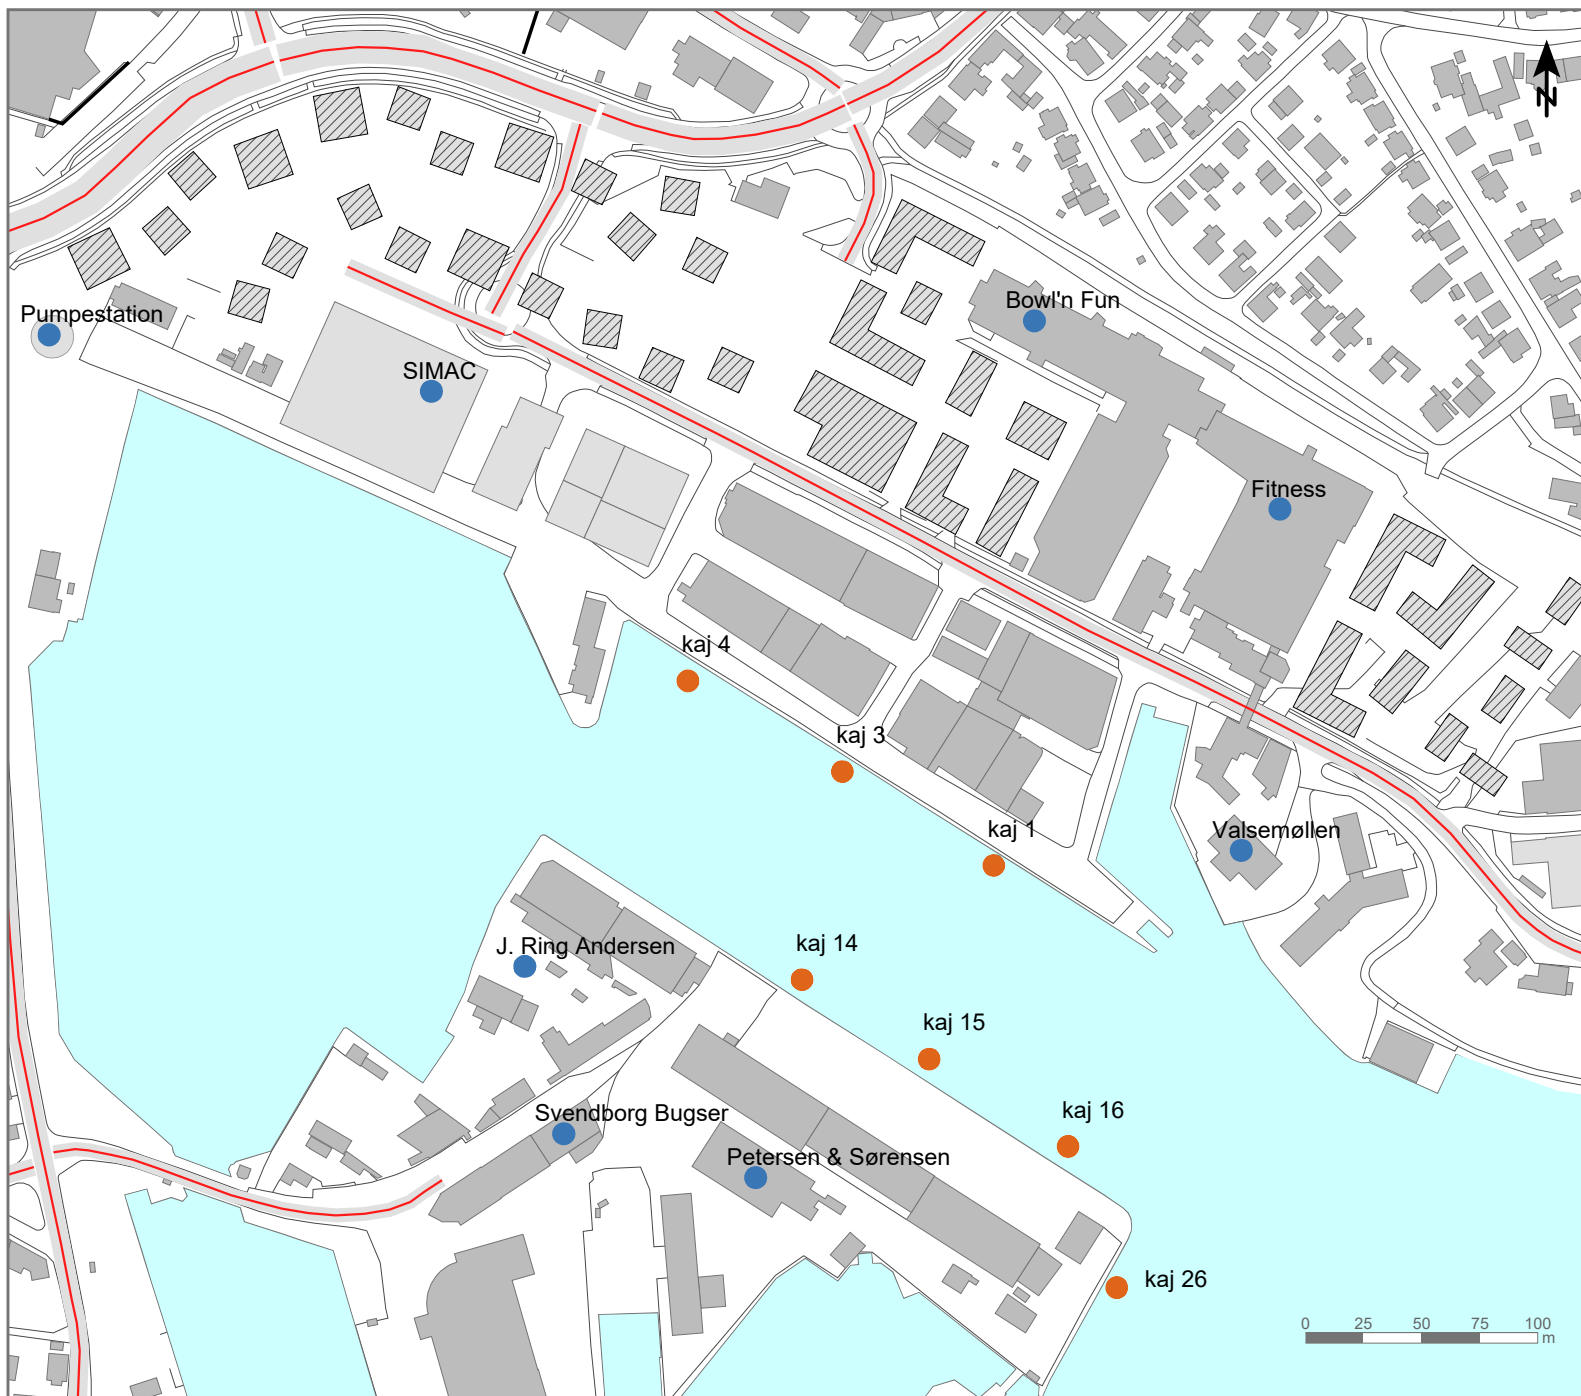 N
Bowl'n Fun
Pumpestation
SIMAC
Fitness
kaj 4
kaj 3
kaj 1
Valsemøllen
kaj 14
J. Ring Andersen
kaj 15
kaj 16
Svendborg Bugser
Petersen & Sørensen
kaj 26
0 25 50 75 100
m